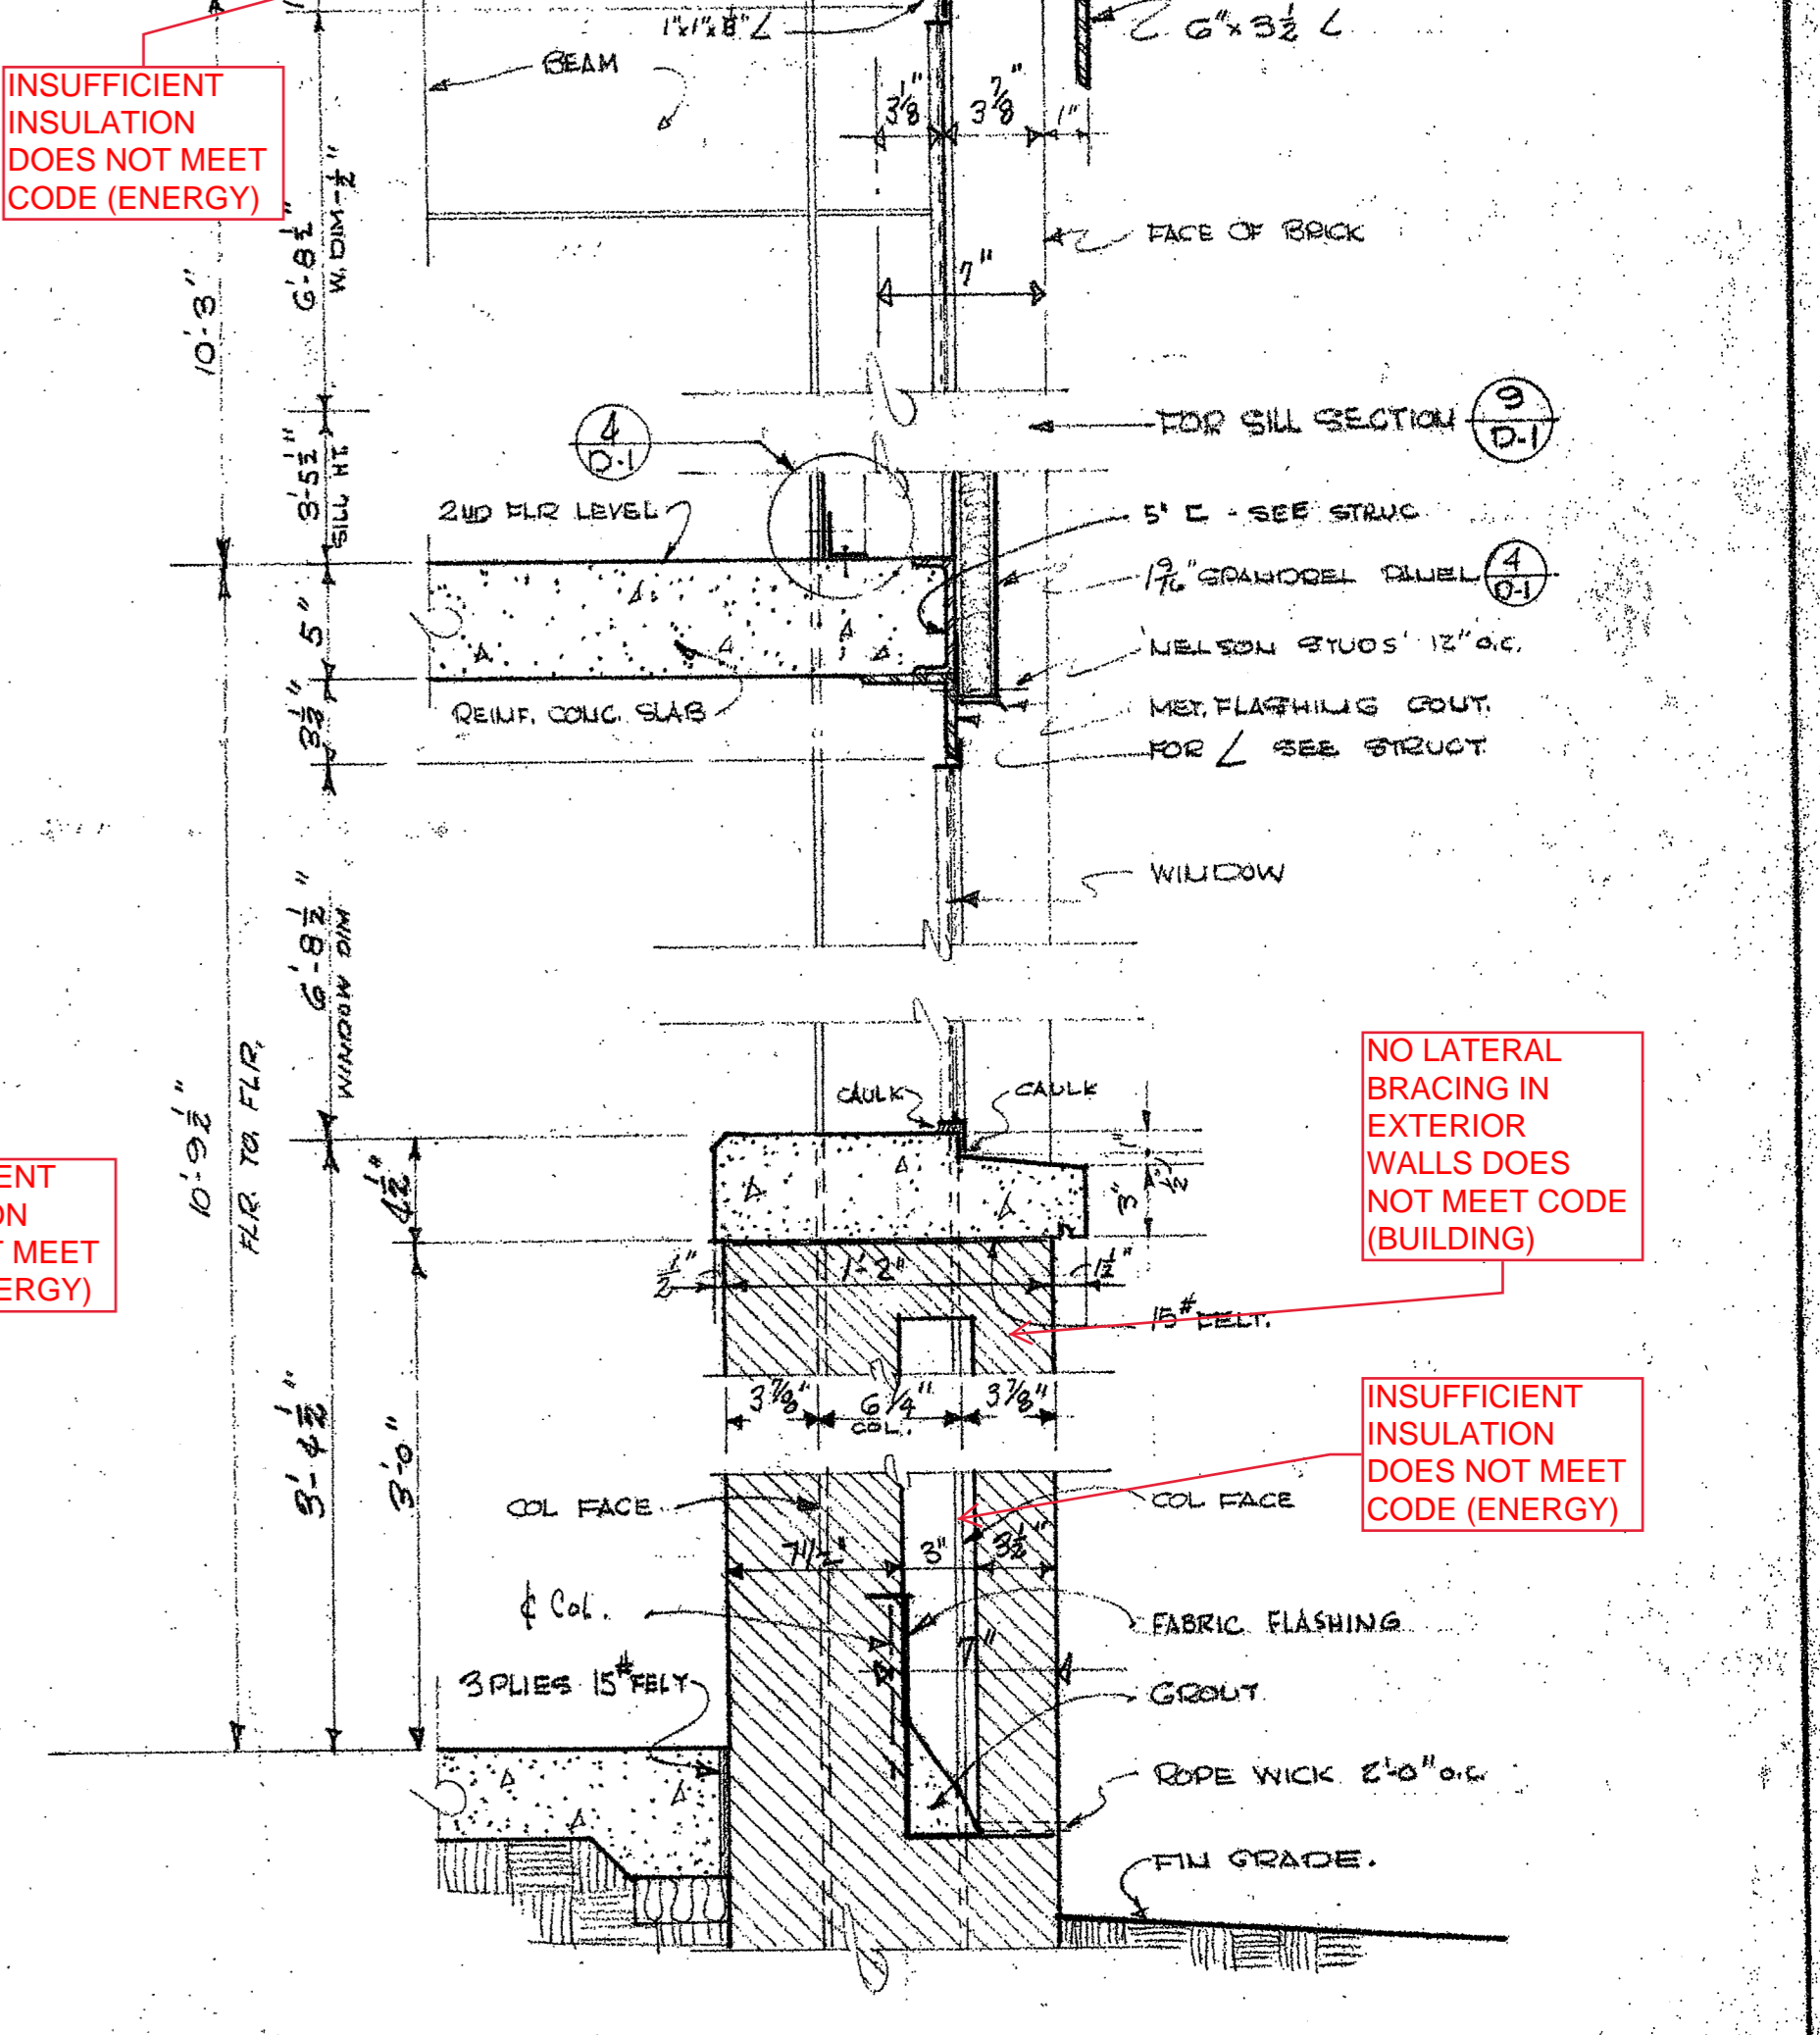 1"x1"x⅛" ∠
6"x 3½ ∠
BEAM
INSUFFICIENT
INSULATION
DOES NOT MEET
CODE (ENERGY)
3⅛"
3⅞"
1"
10'-3"
6'-8½"
WIDW-½"
FACE OF BRICK
7"
4
D-1
FOR SILL SECTION
9
D-1
3'-5½"
SILL HT
2ND FLR LEVEL
5" [ - SEE STRUC
1 9/16" SPANDREL PANEL
4
D-1
5"
'NELSON STUDS' 12" O.C.
3½"
REINF. CONC. SLAB
MET. FLASHING CONT.
FOR ∠ SEE STRUCT.
WINDOW
6'-8½"
WINDOW DIM
10'-9½"
FLR. TO. FLR.
NO LATERAL
BRACING IN
EXTERIOR
WALLS DOES
NOT MEET CODE
(BUILDING)
CAULK
CAULK
4½"
1"
½"
3"
ENT
ON
T MEET
ERGY)
½"
1'-2"
1½"
15# FELT.
3⅞"
6¼"
COL.
3⅞"
INSUFFICIENT
INSULATION
DOES NOT MEET
CODE (ENERGY)
3'-4½"
3'-0"
COL FACE
COL FACE
7½"
3"
3½"
℄ COL.
FABRIC FLASHING
7"
3 PLIES 15# FELT
GROUT
ROPE WICK 2'-0" O.C.
FIN GRADE.